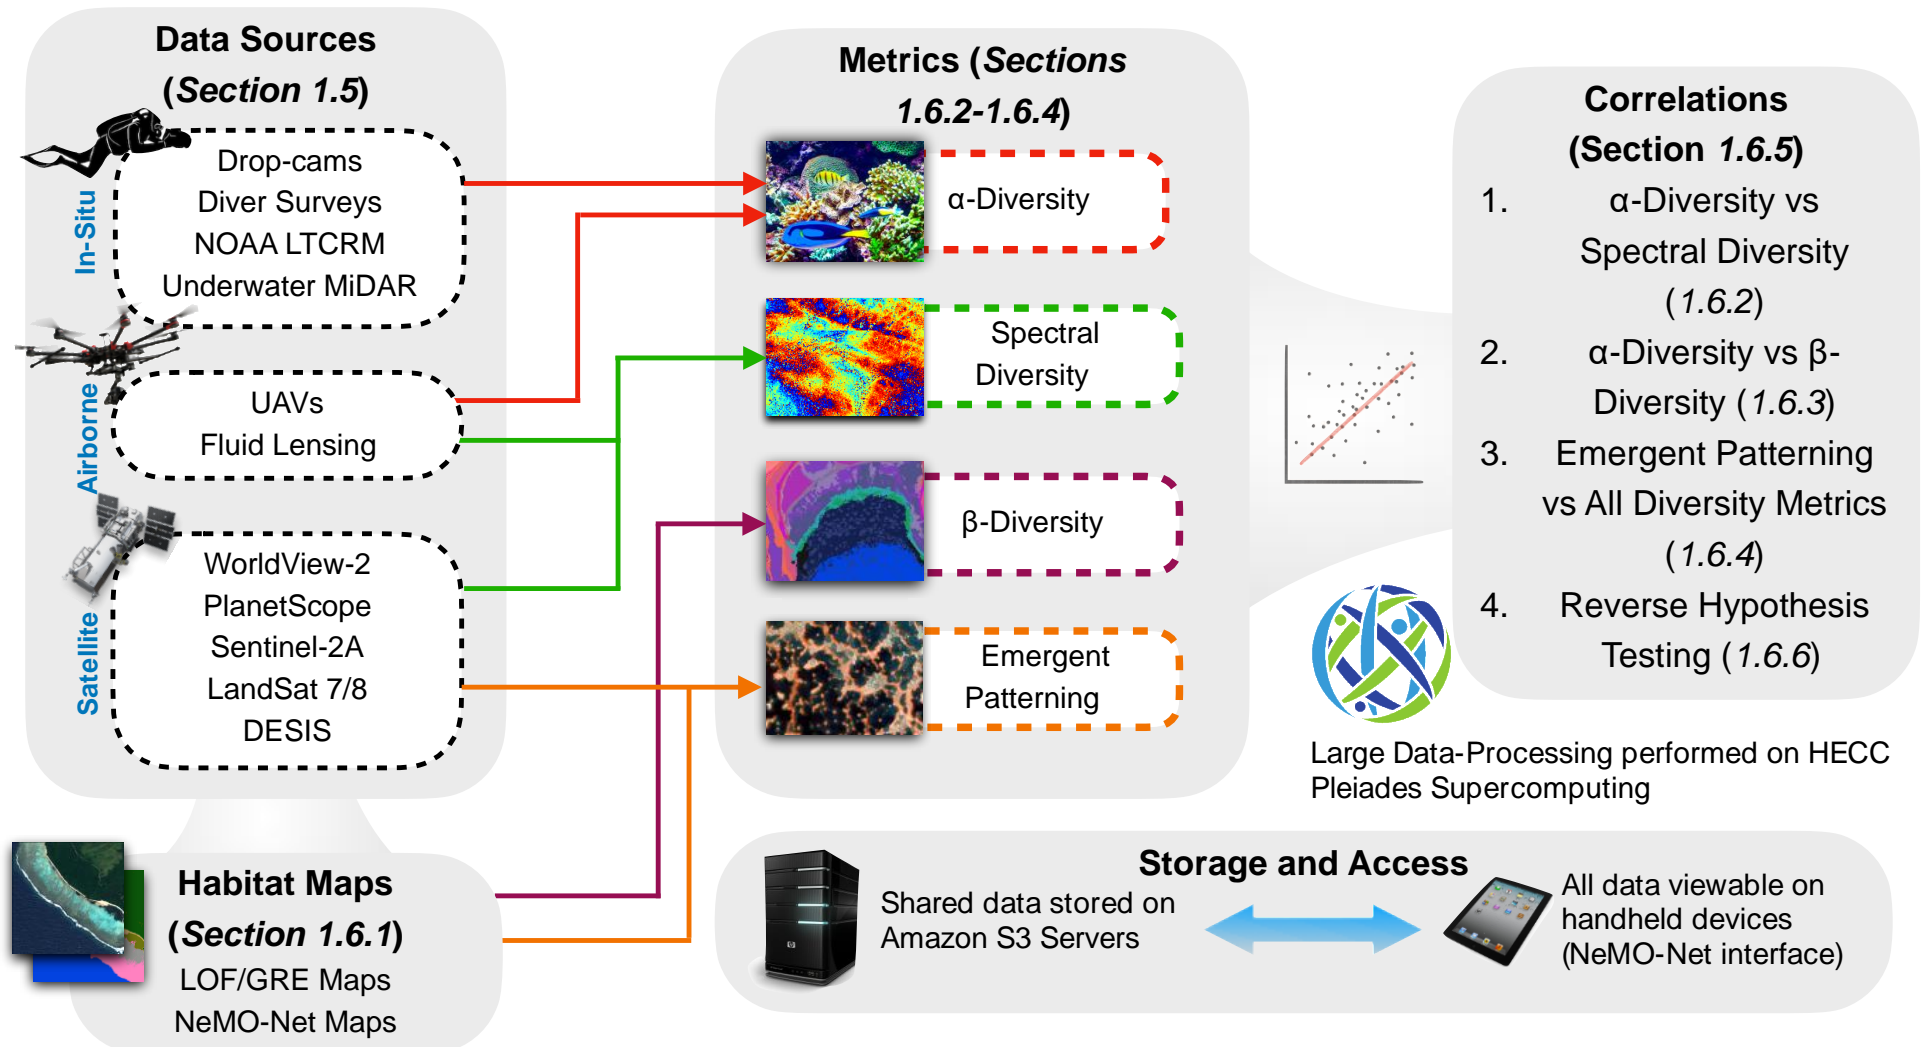 Data Sources
(Section 1.5)
In-Situ
Drop-cams
Diver Surveys
NOAA LTCRM
Underwater MiDAR
Airborne
UAVs
Fluid Lensing
Satellite
WorldView-2
PlanetScope
Sentinel-2A
LandSat 7/8
DESIS
Habitat Maps
(Section 1.6.1)
LOF/GRE Maps
NeMO-Net Maps
Metrics (Sections
1.6.2-1.6.4)
α-Diversity
Spectral
Diversity
β-Diversity
Emergent
Patterning
Correlations
(Section 1.6.5)
1. α-Diversity vs
Spectral Diversity
(1.6.2)
2. α-Diversity vs β-
Diversity (1.6.3)
3. Emergent Patterning
vs All Diversity Metrics
(1.6.4)
4. Reverse Hypothesis
Testing (1.6.6)
Large Data-Processing performed on HECC
Pleiades Supercomputing
Storage and Access
Shared data stored on
Amazon S3 Servers
All data viewable on
handheld devices
(NeMO-Net interface)